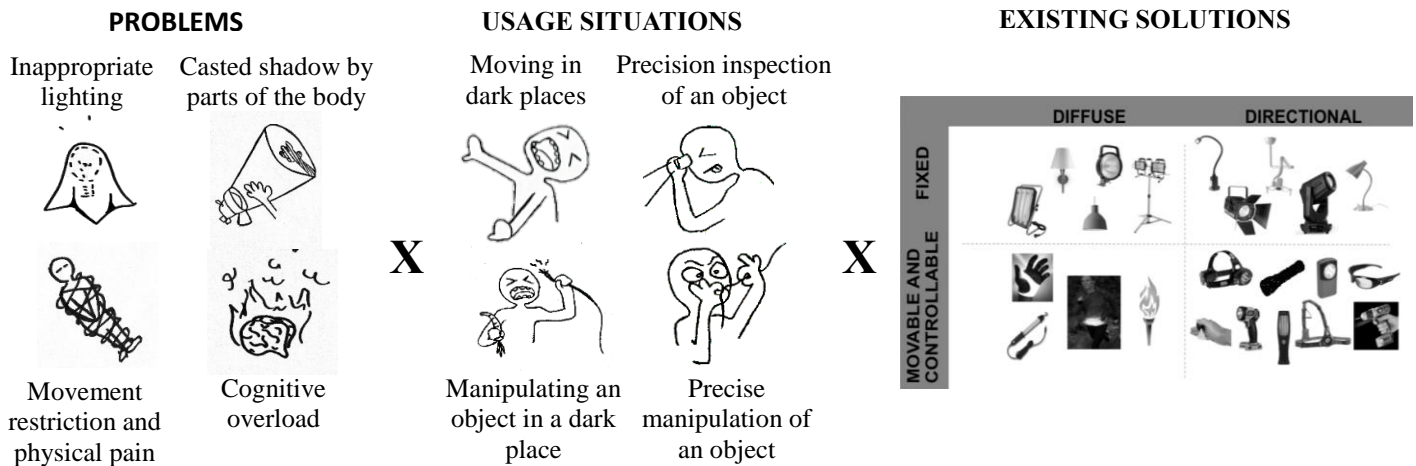 PROBLEMS
Inappropriate
lighting
Casted shadow by
parts of the body
Movement
restriction and
physical pain
Cognitive
overload
X
USAGE SITUATIONS
Moving in
dark places
Precision inspection
of an object
Manipulating an
object in a dark
place
Precise
manipulation of
an object
X
EXISTING SOLUTIONS
DIFFUSE
DIRECTIONAL
FIXED
MOVABLE AND
CONTROLLABLE